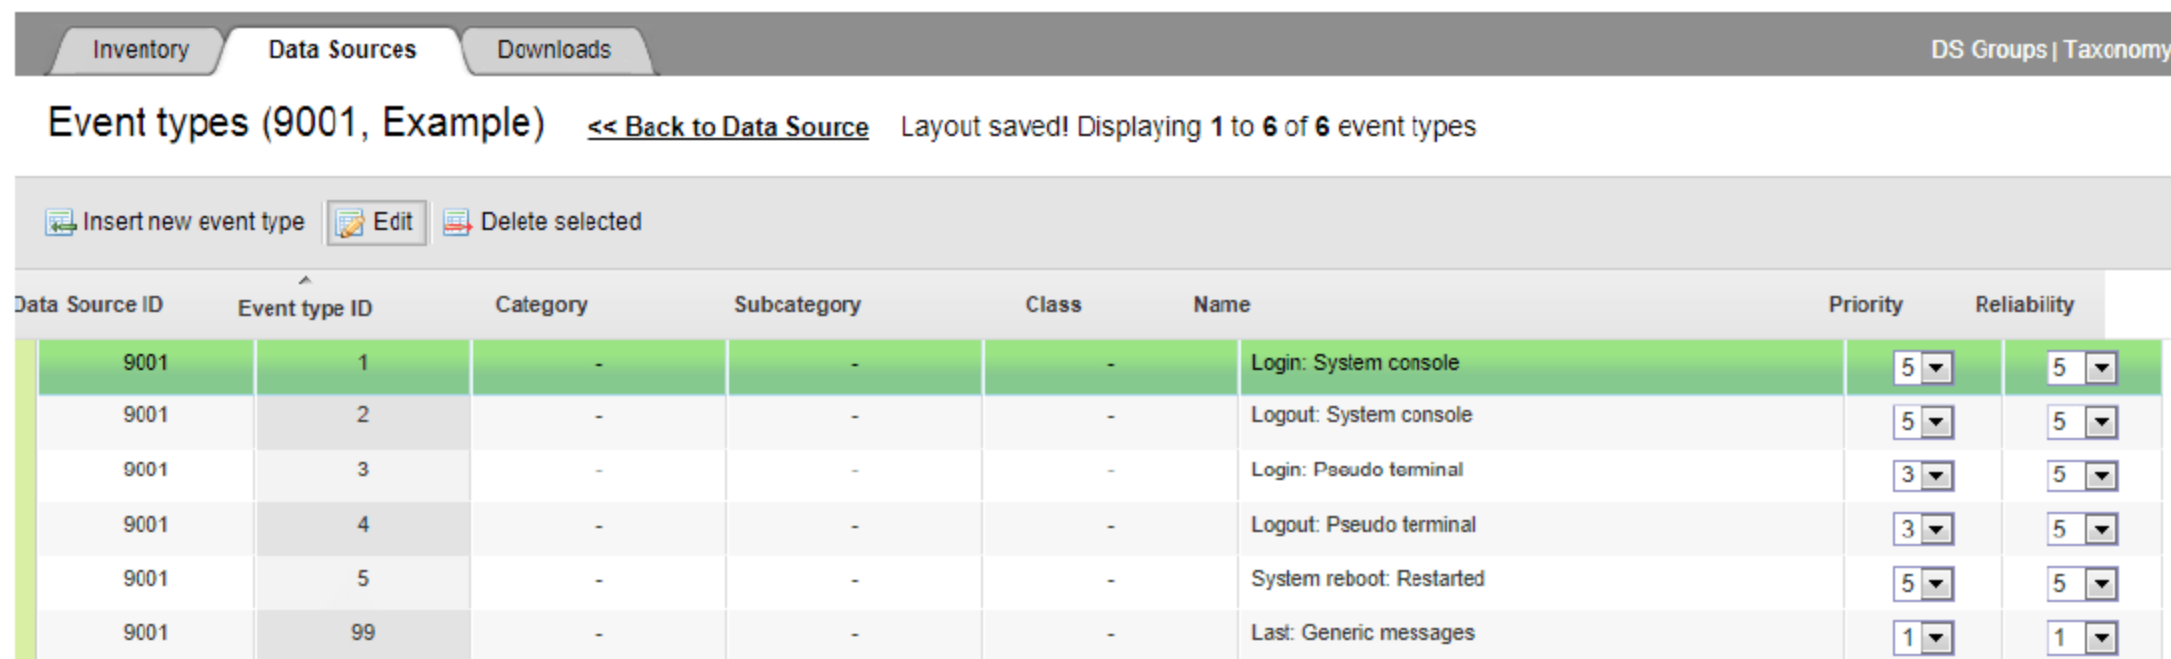 Inventory Data Sources Downloads DS Groups | Taxonomy
Event types (9001, Example) << Back to Data Source Layout saved! Displaying 1 to 6 of 6 event types
Insert new event type Edit Delete selected
Data Source ID Event type ID Category Subcategory Class Name Priority Reliability
9001 1 - - - Login: System console 5 5
9001 2 - - - Logout: System console 5 5
9001 3 - - - Login: Pseudo terminal 3 5
9001 4 - - - Logout: Pseudo terminal 3 5
9001 5 - - - System reboot: Restarted 5 5
9001 99 - - - Last: Generic messages 1 1